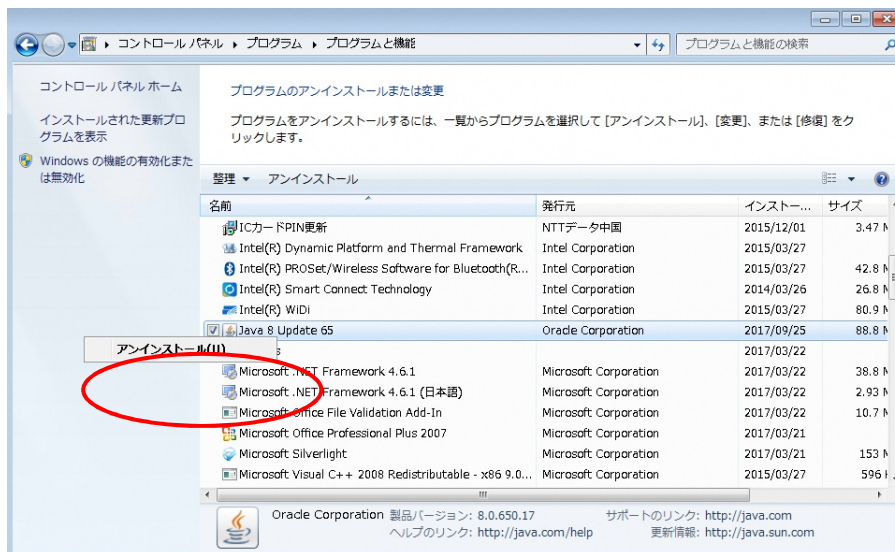 コントロール パネル ▸ プログラム ▸ プログラムと機能
プログラムと機能の検索
コントロール パネル ホーム
インストールされた更新プロ
グラムを表示
Windows の機能の有効化また
は無効化
プログラムのアンインストールまたは変更
プログラムをアンインストールするには、一覧からプログラムを選択して [アンインストール]、[変更]、または [修復] をク
リックします。
整理 アンインストール
名前 発行元 インストー... サイズ
ICカードPIN更新 NTTデータ中国 2015/12/01 3.47
Intel(R) Dynamic Platform and Thermal Framework Intel Corporation 2015/03/27
Intel(R) PROSet/Wireless Software for Bluetooth(R... Intel Corporation 2015/03/27 42.8
Intel(R) Smart Connect Technology Intel Corporation 2014/03/26 26.8
Intel(R) WiDi Intel Corporation 2015/03/27 80.9
Java 8 Update 65 Oracle Corporation 2017/09/25 88.8
アンインストール(U)
2017/03/22
Microsoft .NET Framework 4.6.1 Microsoft Corporation 2017/03/22 38.8
Microsoft .NET Framework 4.6.1 (日本語) Microsoft Corporation 2017/03/22 2.93
Microsoft Office File Validation Add-In Microsoft Corporation 2017/03/22 10.7
Microsoft Office Professional Plus 2007 Microsoft Corporation 2017/03/21
Microsoft Silverlight Microsoft Corporation 2017/03/21 153
Microsoft Visual C++ 2008 Redistributable - x86 9.0... Microsoft Corporation 2015/03/27 596
Oracle Corporation 製品バージョン: 8.0.650.17 サポートのリンク: http://java.com
ヘルプのリンク: http://java.com/help 更新情報: http://java.sun.com